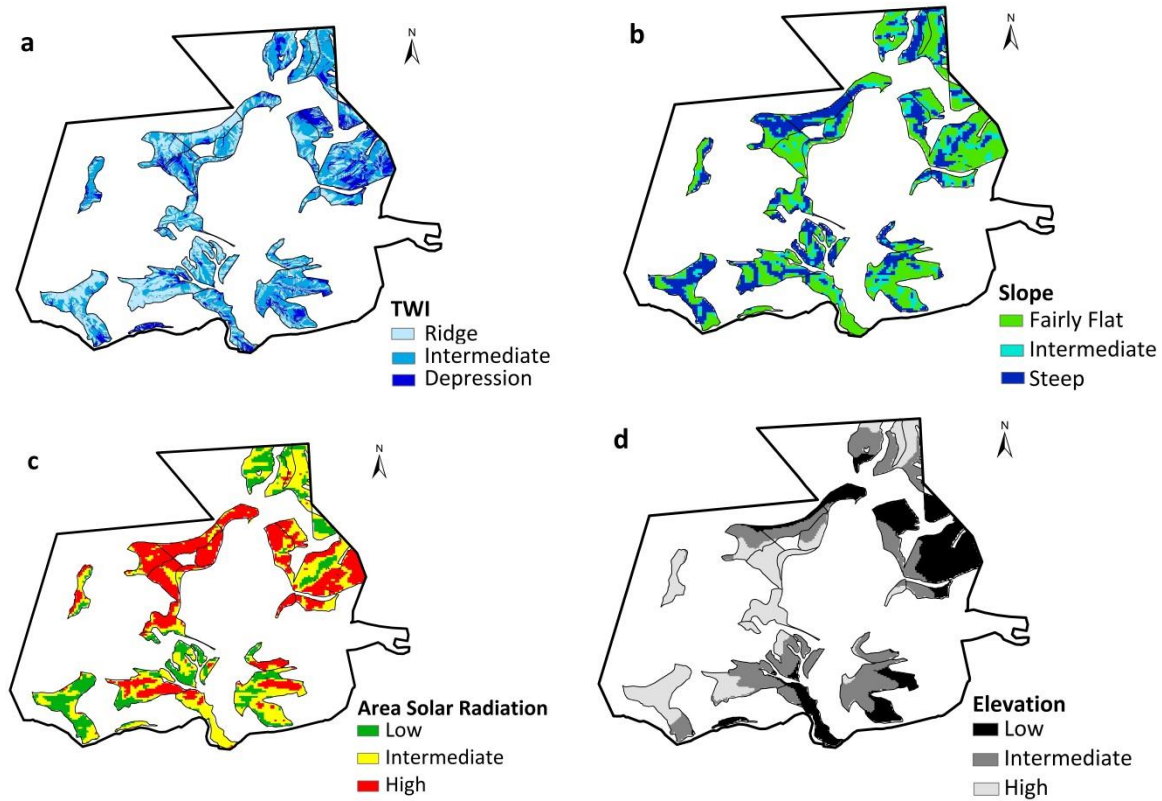 a
N
TWI
Ridge
Intermediate
Depression
b
N
Slope
Fairly Flat
Intermediate
Steep
c
N
Area Solar Radiation
Low
Intermediate
High
d
N
Elevation
Low
Intermediate
High